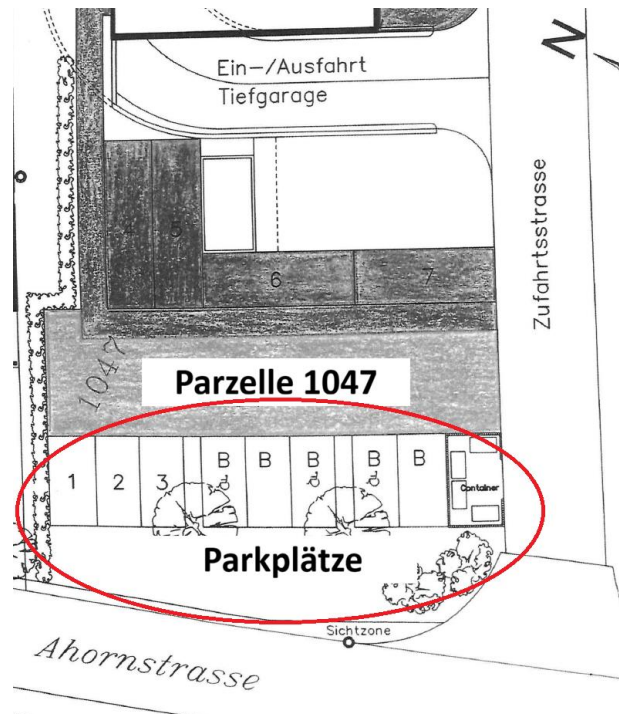 N
Ein-/Ausfahrt
Tiefgarage
Zufahrtsstrasse
4
5
6
7
1047
Parzelle 1047
1
2
3
B
B
B
B
B
Container
Parkplätze
Sichtzone
Ahornstrasse